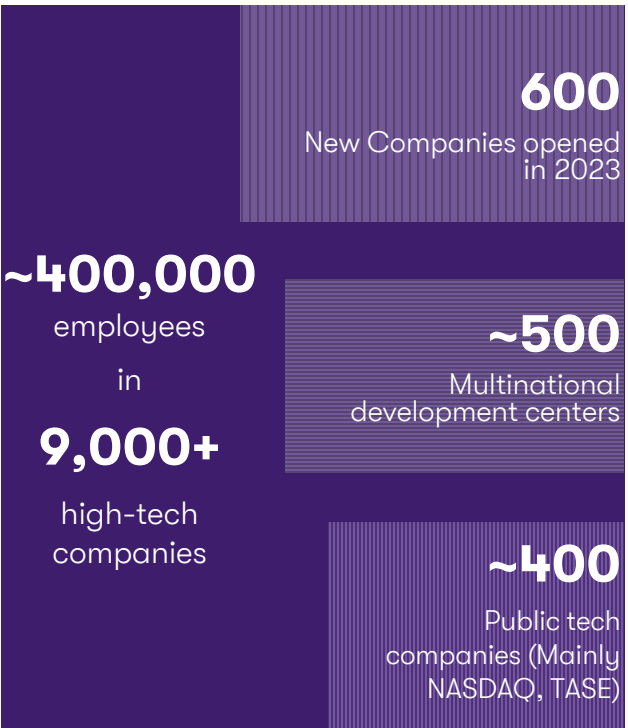 ~400,000
employees
in
9,000+
high-tech
companies
600
New Companies opened
in 2023
~500
Multinational
development centers
~400
Public tech
companies (Mainly
NASDAQ, TASE)